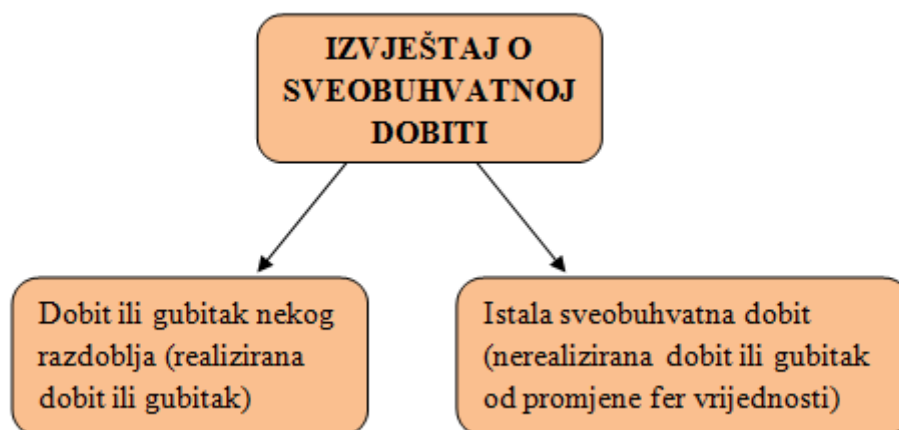 IZVJEŠTAJ O
SVEOBUHVATNOJ
DOBITI
Dobit ili gubitak nekog
razdoblja (realizirana
dobit ili gubitak)
Istala sveobuhvatna dobit
(nerealizirana dobit ili gubitak
od promjene fer vrijednosti)